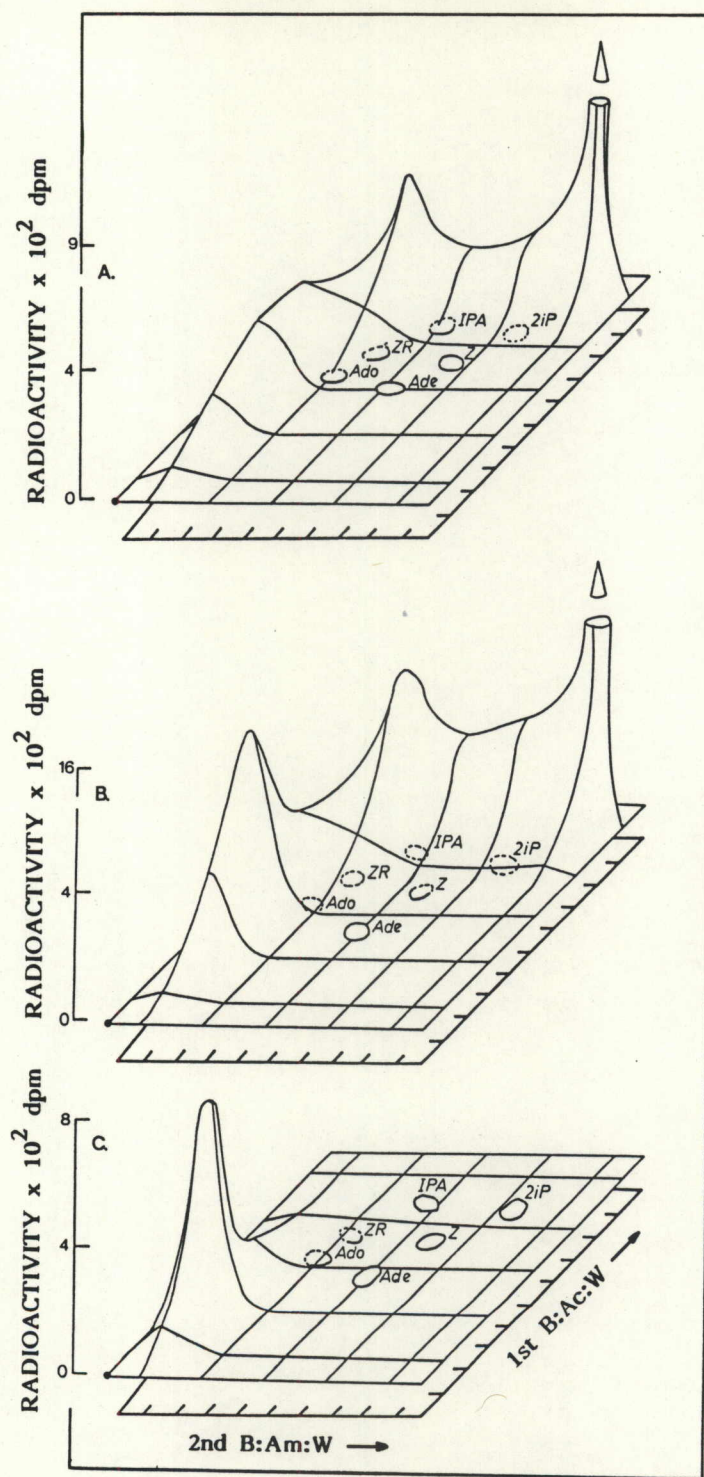 RADIOACTIVITY x 10² dpm
9
A.
4
0
IPA
2iP
ZR
Z
Ado
Ade
RADIOACTIVITY x 10² dpm
16
B.
4
0
IPA
2iP
ZR
Z
Ado
Ade
RADIOACTIVITY x 10² dpm
8
C.
4
0
IPA
2iP
ZR
Z
Ado
Ade
1st B:Ac:W
2nd B:Am:W